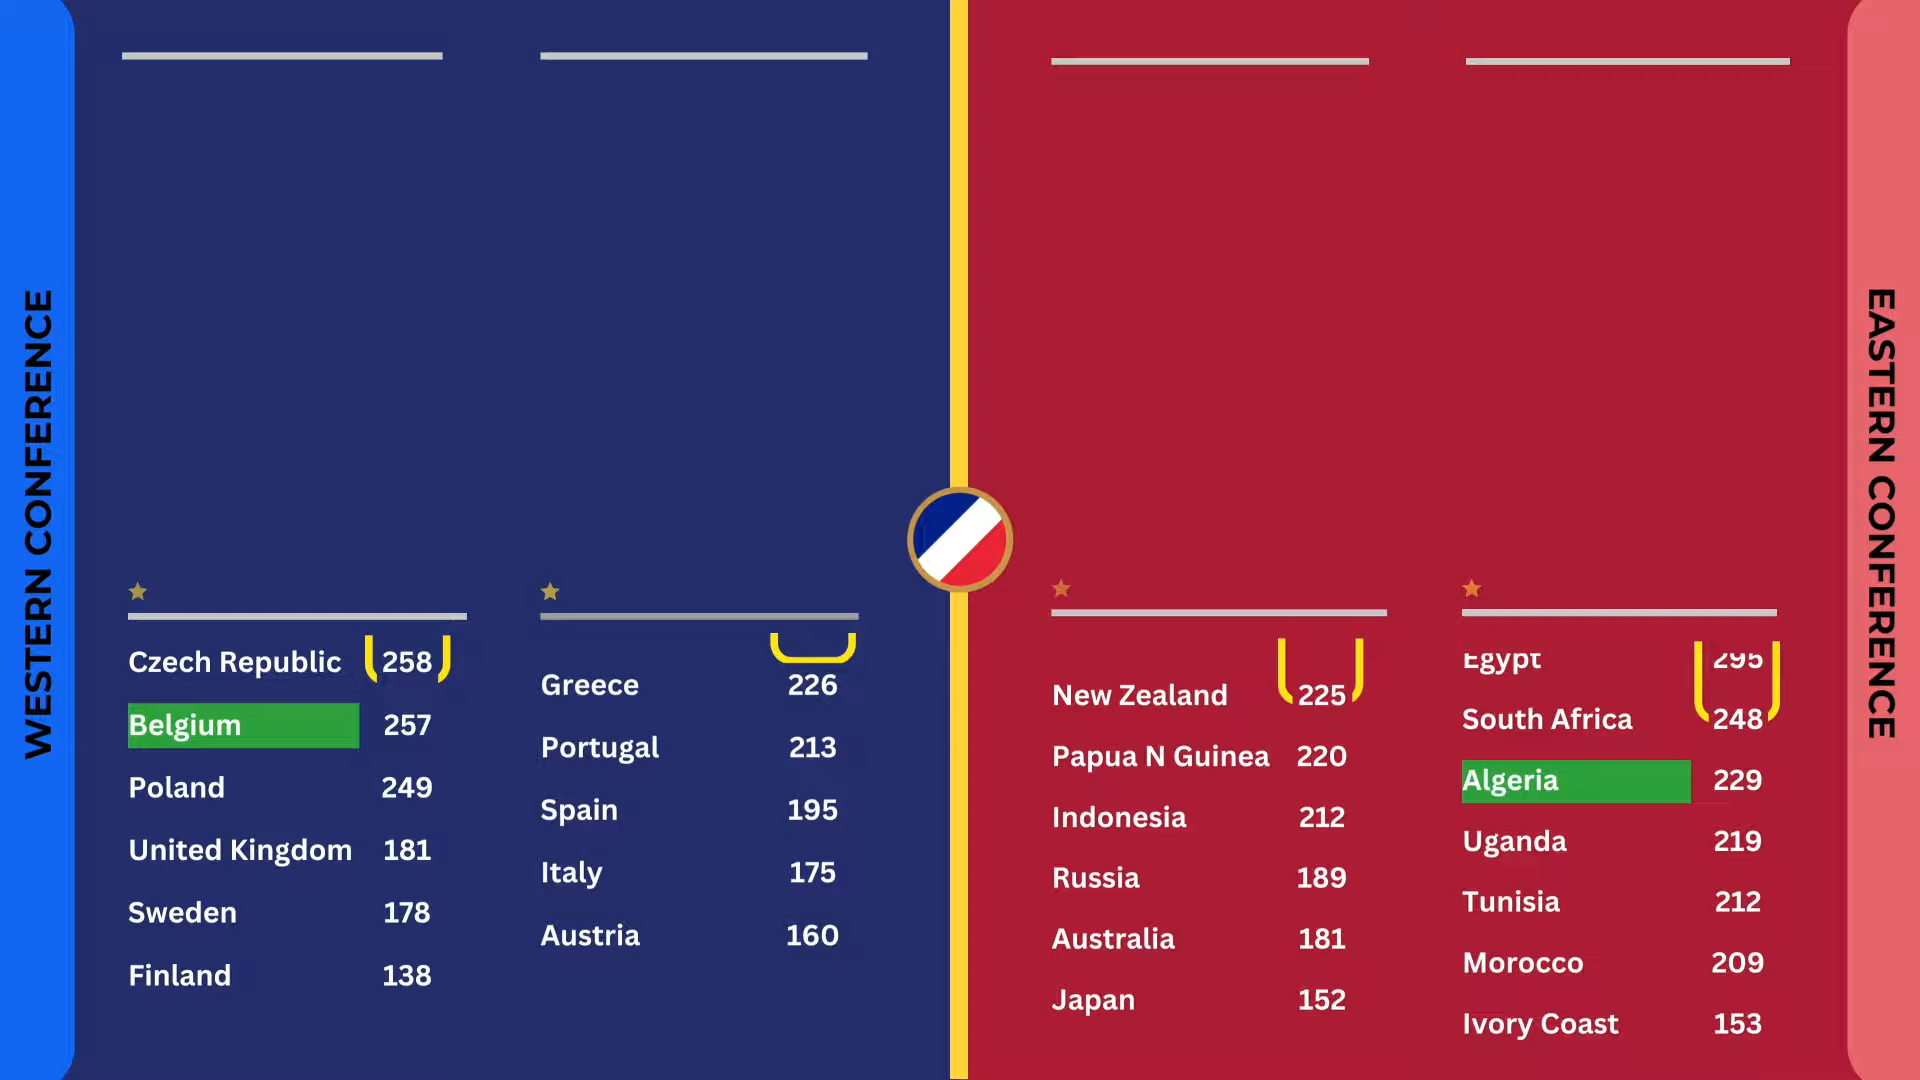 WESTERN CONFERENCE
Czech Republic 258
Belgium 257
Poland 249
United Kingdom 181
Sweden 178
Finland 138
Greece 226
Portugal 213
Spain 195
Italy 175
Austria 160
New Zealand 225
Papua N Guinea 220
Indonesia 212
Russia 189
Australia 181
Japan 152
Egypt 295
South Africa 248
Algeria 229
Uganda 219
Tunisia 212
Morocco 209
Ivory Coast 153
EASTERN CONFERENCE